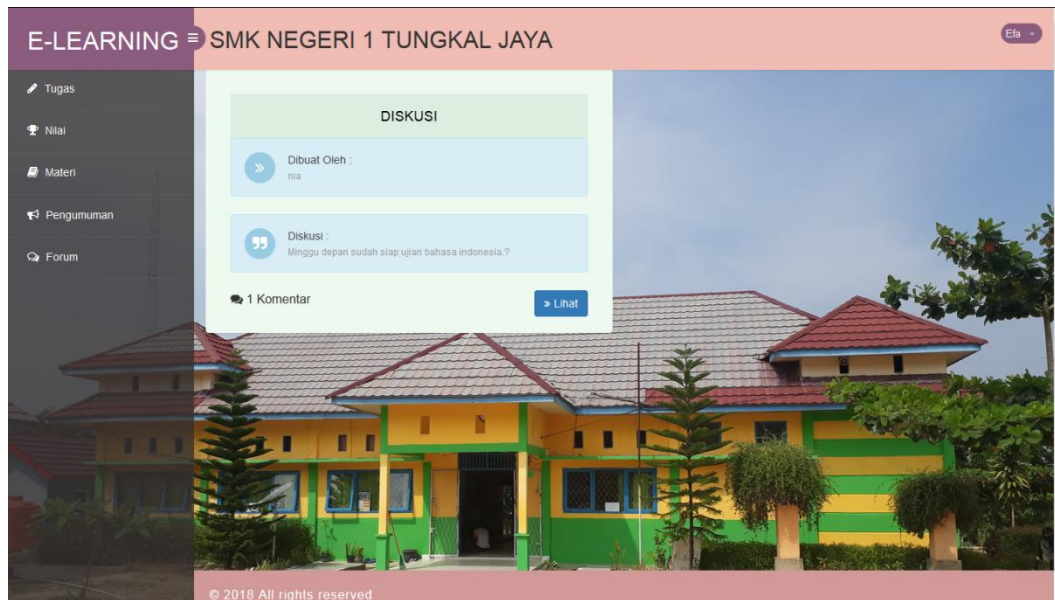 E-LEARNING
SMK NEGERI 1 TUNGKAL JAYA
Efa
Tugas
Nilai
Materi
Pengumuman
Forum
DISKUSI
Dibuat Oleh :
nia
Diskusi :
Minggu depan sudah siap ujian bahasa indonesia.?
1 Komentar
» Lihat
© 2018 All rights reserved